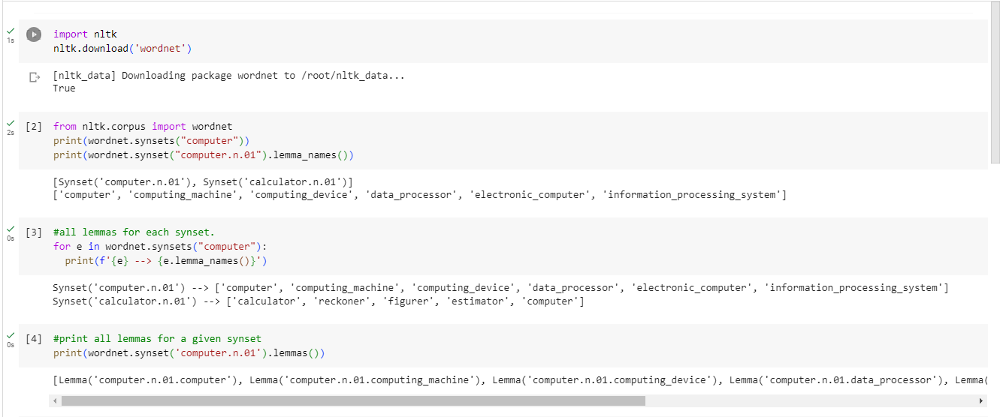 import nltk
1s
nltk.download('wordnet')
[nltk_data] Downloading package wordnet to /root/nltk_data...
True
[2] from nltk.corpus import wordnet
2s
print(wordnet.synsets("computer"))
print(wordnet.synset("computer.n.01").lemma_names())
[Synset('computer.n.01'), Synset('calculator.n.01')]
['computer', 'computing_machine', 'computing_device', 'data_processor', 'electronic_computer', 'information_processing_system']
[3] #all lemmas for each synset.
0s
for e in wordnet.synsets("computer"):
  print(f'{e} --> {e.lemma_names()}')
Synset('computer.n.01') --> ['computer', 'computing_machine', 'computing_device', 'data_processor', 'electronic_computer', 'information_processing_system']
Synset('calculator.n.01') --> ['calculator', 'reckoner', 'figurer', 'estimator', 'computer']
[4] #print all lemmas for a given synset
0s
print(wordnet.synset('computer.n.01').lemmas())
[Lemma('computer.n.01.computer'), Lemma('computer.n.01.computing_machine'), Lemma('computer.n.01.computing_device'), Lemma('computer.n.01.data_processor'), Lemma(